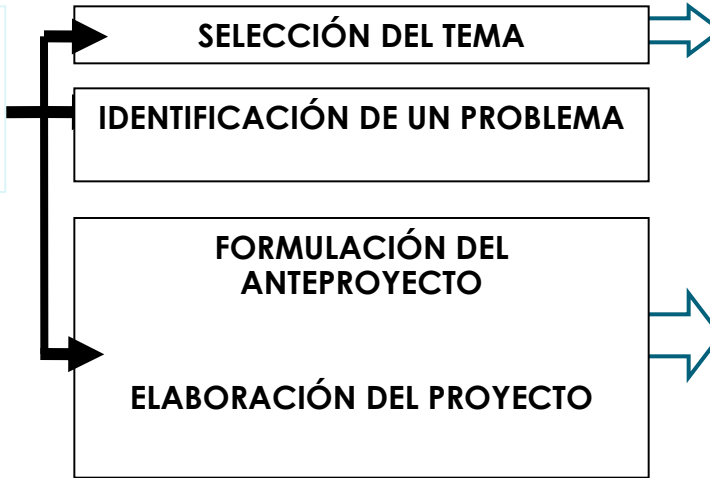 SELECCIÓN DEL TEMA
IDENTIFICACIÓN DE UN PROBLEMA
FORMULACIÓN DEL
ANTEPROYECTO
ELABORACIÓN DEL PROYECTO